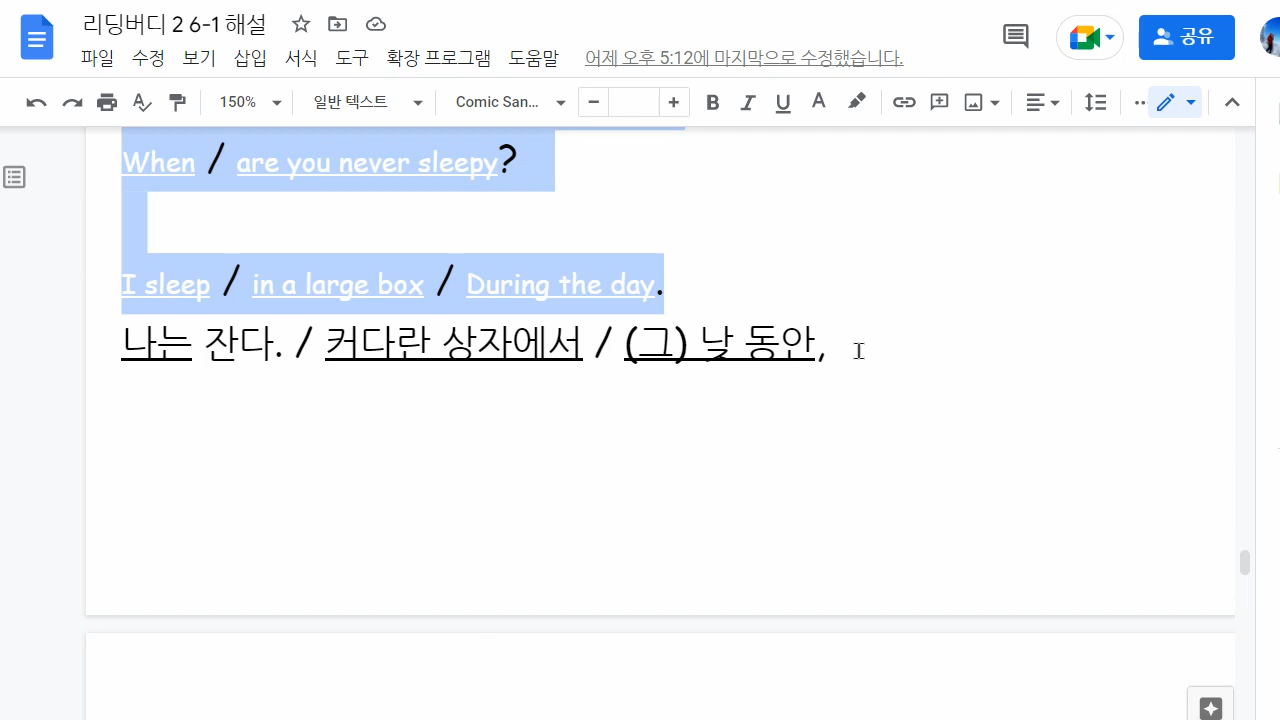 리딩버디 2 6-1 해설
파일 수정 보기 삽입 서식 도구 확장 프로그램 도움말 어제 오후 5:12에 마지막으로 수정했습니다.
공유
150% 일반 텍스트 Comic San... − + B I U A
When / are you never sleepy?
I sleep / in a large box / During the day.
나는 잔다. / 커다란 상자에서 / (그) 낮 동안,